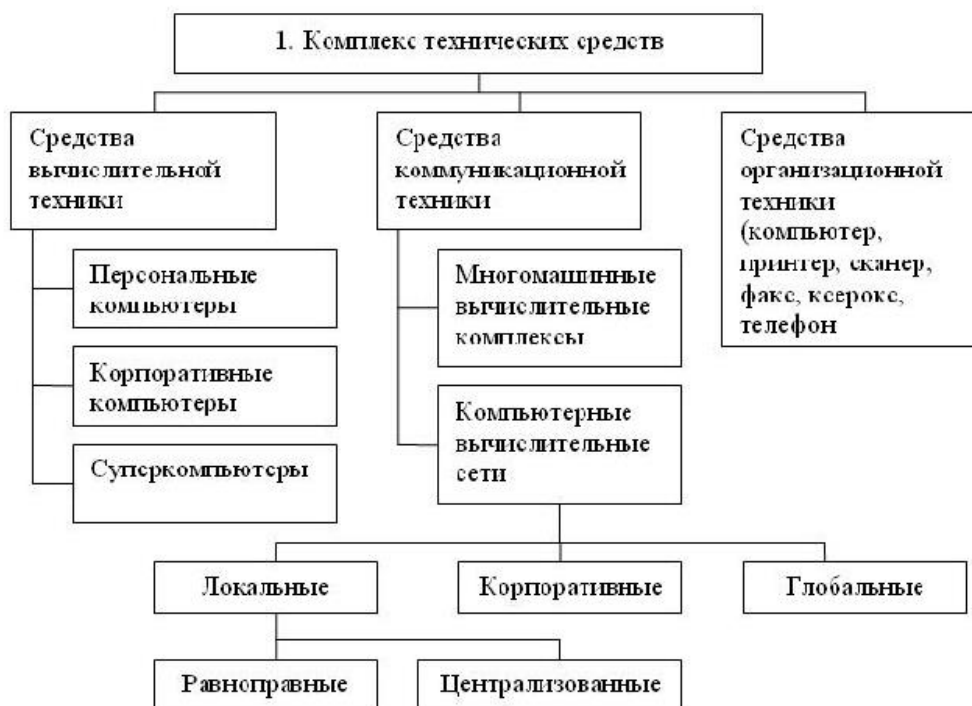 1. Комплекс технических средств
Средства
вычислительной
техники
Средства
коммуникационной
техники
Средства
организационной
техники
(компьютер,
принтер, сканер,
факс, ксерокс,
телефон
Персональные
компьютеры
Корпоративные
компьютеры
Суперкомпьютеры
Многомашинные
вычислительные
комплексы
Компьютерные
вычислительные
сети
Локальные
Корпоративные
Глобальные
Равноправные
Централизованные